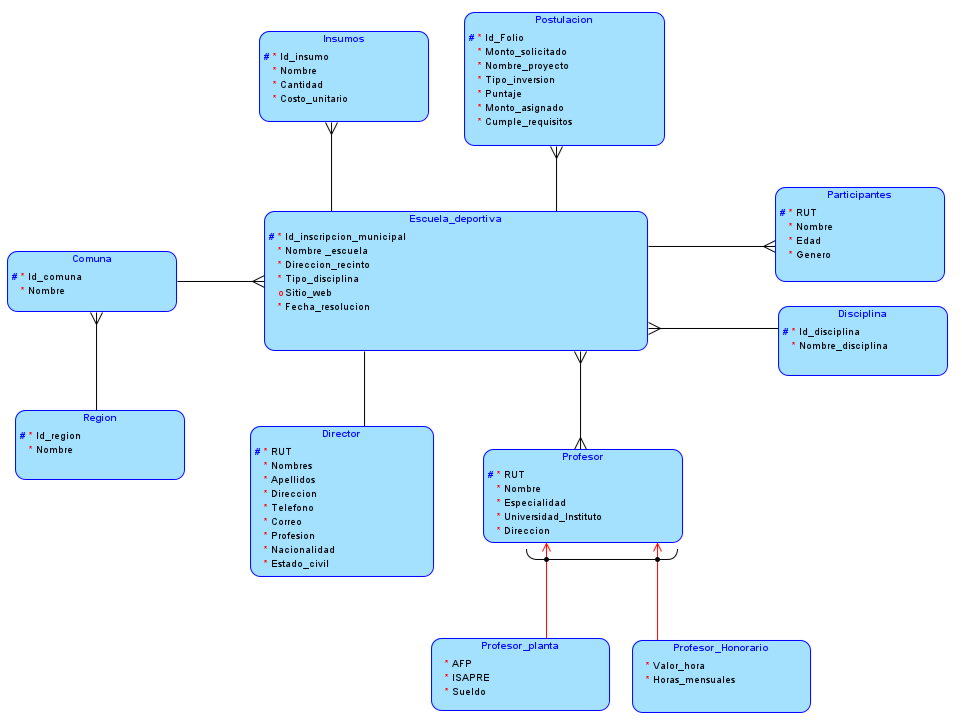 Insumos
# * Id_insumo
* Nombre
* Cantidad
* Costo_unitario
Postulacion
# * Id_Folio
* Monto_solicitado
* Nombre_proyecto
* Tipo_inversion
* Puntaje
* Monto_asignado
* Cumple_requisitos
Participantes
# * RUT
* Nombre
* Edad
* Genero
Escuela_deportiva
# * Id_inscripcion_municipal
* Nombre _escuela
* Direccion_recinto
* Tipo_disciplina
o Sitio_web
* Fecha_resolucion
Comuna
# * Id_comuna
* Nombre
Disciplina
# * Id_disciplina
* Nombre_disciplina
Region
# * Id_region
* Nombre
Director
# * RUT
* Nombres
* Apellidos
* Direccion
* Telefono
* Correo
* Profesion
* Nacionalidad
* Estado_civil
Profesor
# * RUT
* Nombre
* Especialidad
* Universidad_Instituto
* Direccion
Profesor_planta
* AFP
* ISAPRE
* Sueldo
Profesor_Honorario
* Valor_hora
* Horas_mensuales